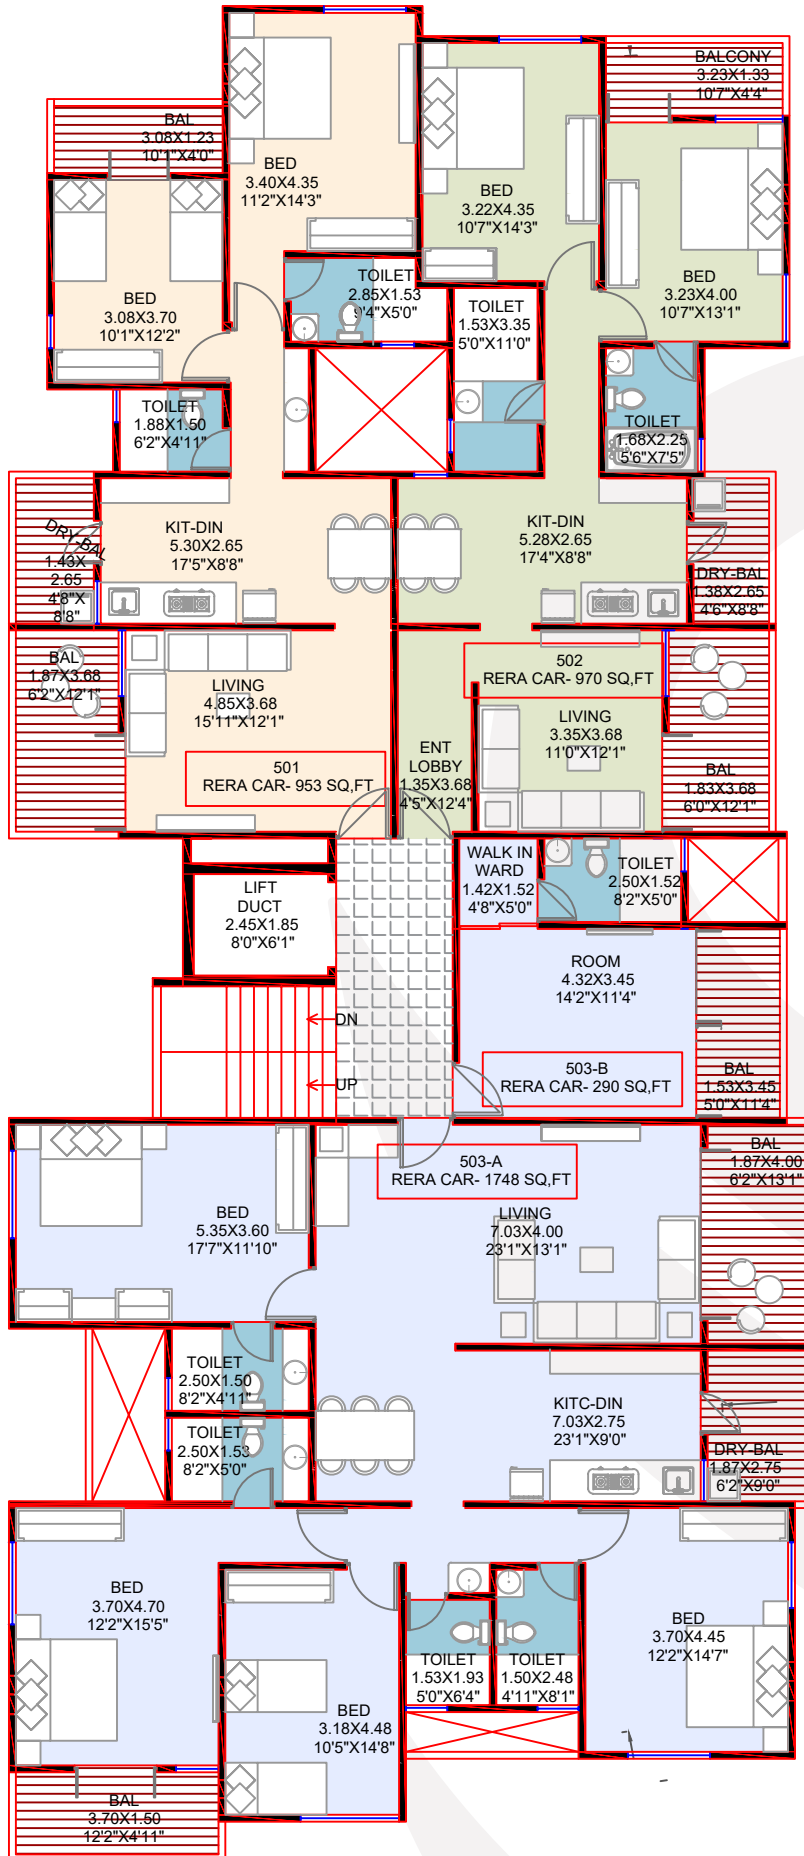 BALCONY
3.23X1.33
10'7"X4'4"
BAL
3.08X1.23
10'1"X4'0"
BED
3.40X4.35
11'2"X14'3"
BED
3.22X4.35
10'7"X14'3"
BED
3.23X4.00
10'7"X13'1"
BED
3.08X3.70
10'1"X12'2"
TOILET
2.85X1.53
9'4"X5'0"
TOILET
1.53X3.35
5'0"X11'0"
TOILET
1.88X1.50
6'2"X4'11"
TOILET
1.68X2.25
5'6"X7'5"
KIT-DIN
5.30X2.65
17'5"X8'8"
KIT-DIN
5.28X2.65
17'4"X8'8"
DRY-BAL
1.43X
2.65
4'8"X
8'8"
DRY-BAL
1.38X2.65
4'6"X8'8"
BAL
1.87X3.68
6'2"X12'1"
LIVING
4.85X3.68
15'11"X12'1"
502
RERA CAR- 970 SQ,FT
LIVING
3.35X3.68
11'0"X12'1"
501
RERA CAR- 953 SQ,FT
ENT
LOBBY
1.35X3.68
4'5"X12'4"
BAL
1.83X3.68
6'0"X12'1"
WALK IN
WARD
1.42X1.52
4'8"X5'0"
TOILET
2.50X1.52
8'2"X5'0"
LIFT
DUCT
2.45X1.85
8'0"X6'1"
ROOM
4.32X3.45
14'2"X11'4"
DN
UP
503-B
RERA CAR- 290 SQ,FT
BAL
1.53X3.45
5'0"X11'4"
503-A
RERA CAR- 1748 SQ,FT
BAL
1.87X4.00
6'2"X13'1"
BED
5.35X3.60
17'7"X11'10"
LIVING
7.03X4.00
23'1"X13'1"
TOILET
2.50X1.50
8'2"X4'11"
TOILET
2.50X1.53
8'2"X5'0"
KITC-DIN
7.03X2.75
23'1"X9'0"
DRY-BAL
1.87X2.75
6'2"X9'0"
BED
3.70X4.70
12'2"X15'5"
BED
3.70X4.45
12'2"X14'7"
TOILET
1.53X1.93
5'0"X6'4"
TOILET
1.50X2.48
4'11"X8'1"
BED
3.18X4.48
10'5"X14'8"
BAL
3.70X1.50
12'2"X4'11"